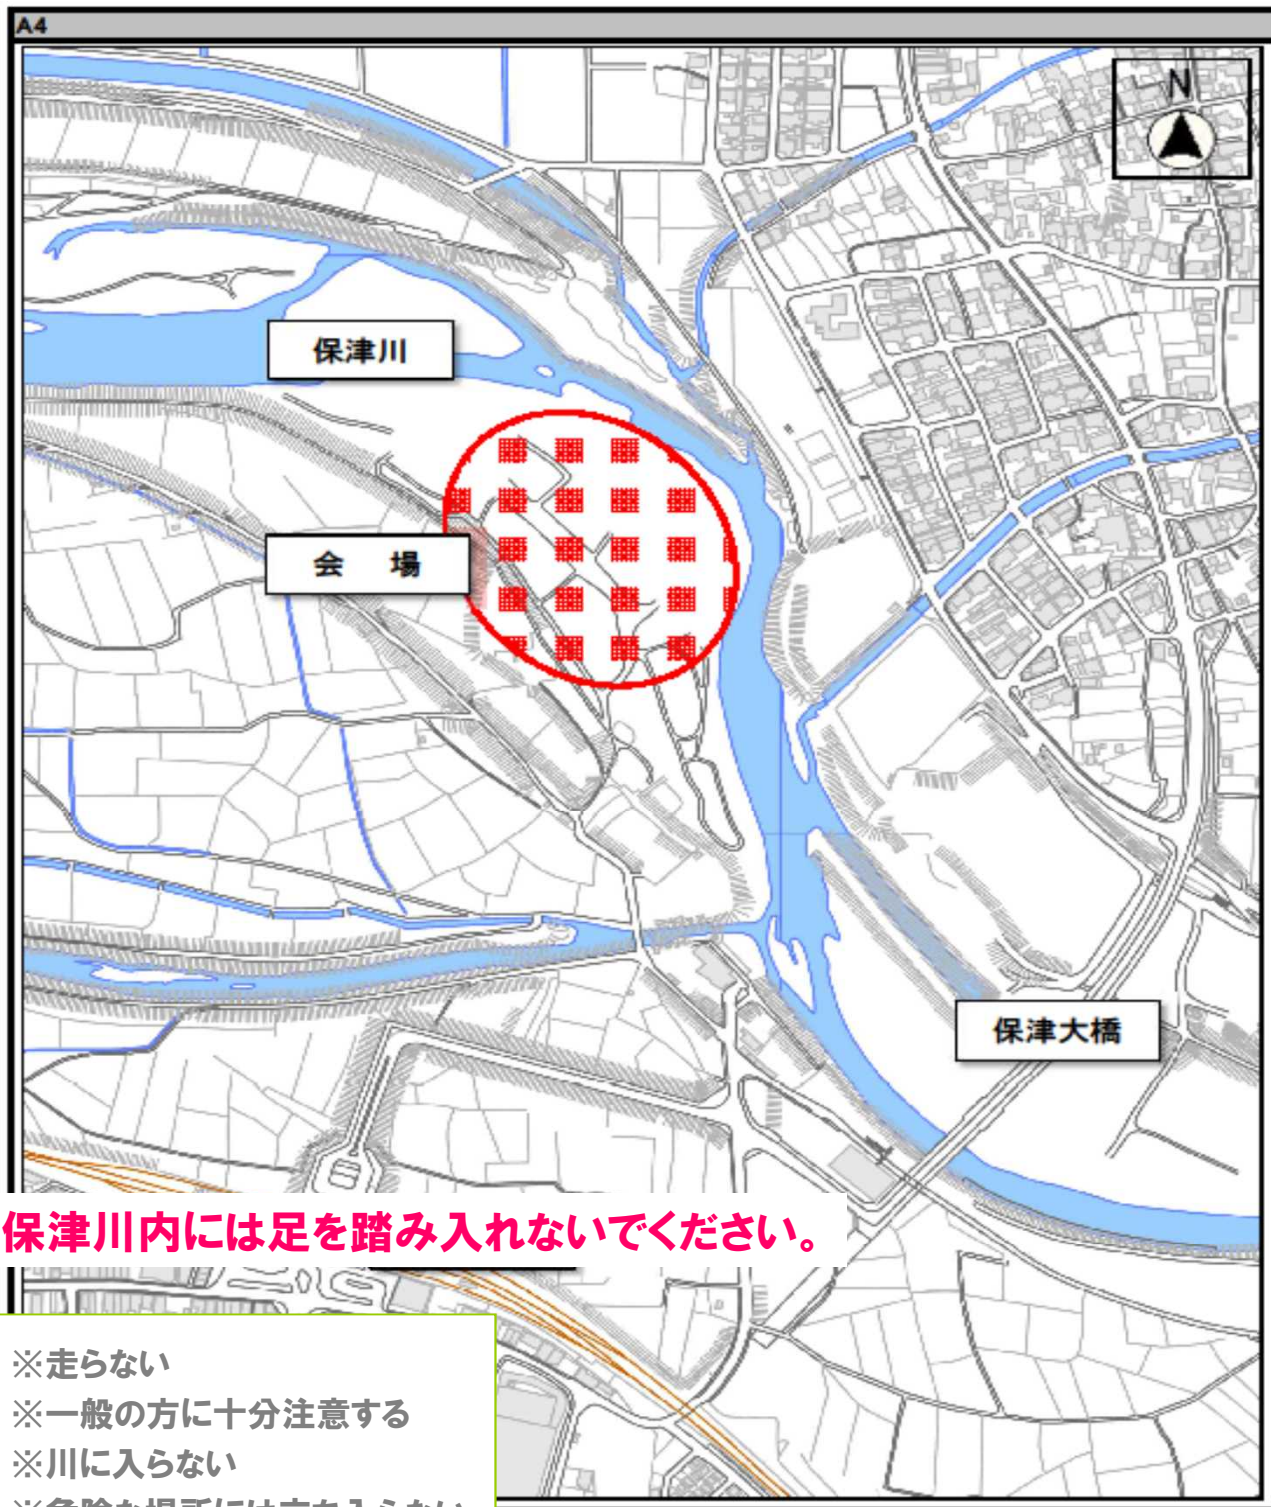 A4
N
保津川
会 場
保津大橋
保津川内には足を踏み入れないでください。
※走らない
※一般の方に十分注意する
※川に入らない